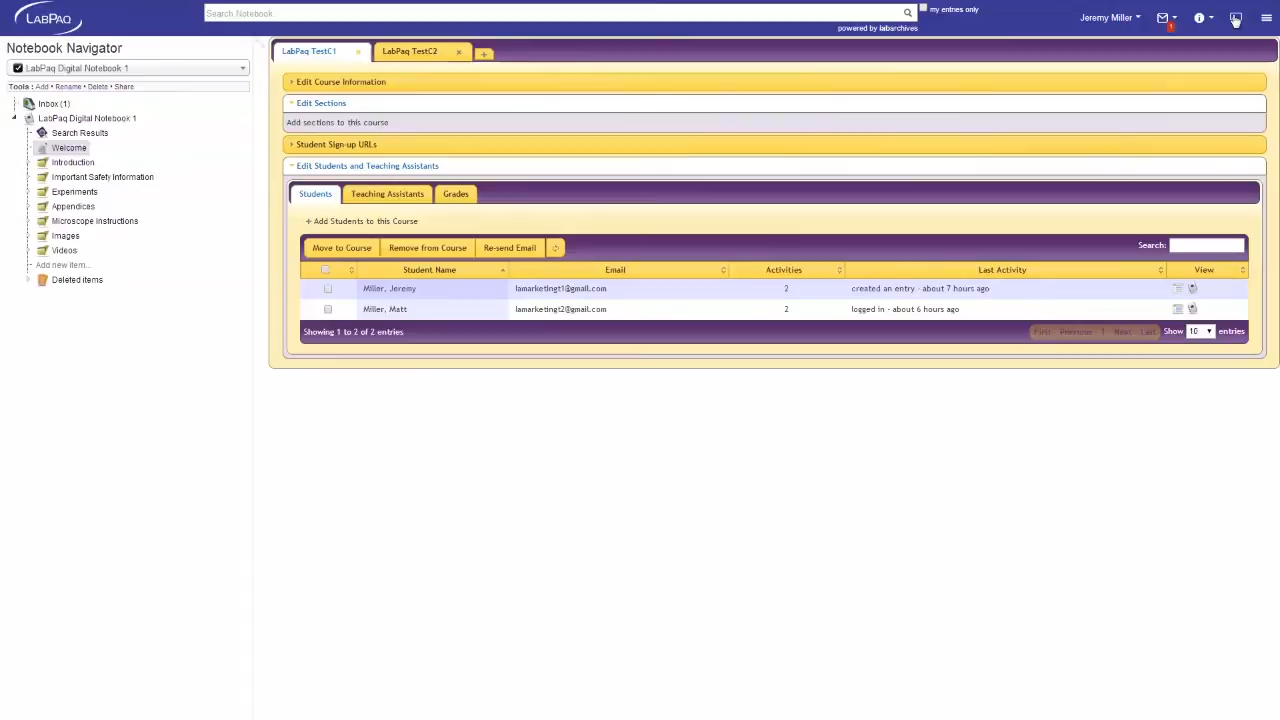 LABPAQ
Search Notebook
my entries only
powered by labarchives
Jeremy Miller
1
Notebook Navigator
LabPaq Digital Notebook 1
Tools : Add • Rename • Delete • Share
Inbox (1)
LabPaq Digital Notebook 1
Search Results
Welcome
Introduction
Important Safety Information
Experiments
Appendices
Microscope Instructions
Images
Videos
Add new item...
Deleted items
LabPaq TestC1
LabPaq TestC2
Edit Course Information
Edit Sections
Add sections to this course
Student Sign-up URLs
Edit Students and Teaching Assistants
Students Teaching Assistants Grades
+ Add Students to this Course
Move to Course Remove from Course Re-send Email
Search:
Student Name Email Activities Last Activity View
Miller, Jeremy lamarketingt1@gmail.com 2 created an entry - about 7 hours ago
Miller, Matt lamarketingt2@gmail.com 2 logged in - about 6 hours ago
Showing 1 to 2 of 2 entries
First Previous 1 Next Last Show 10 entries